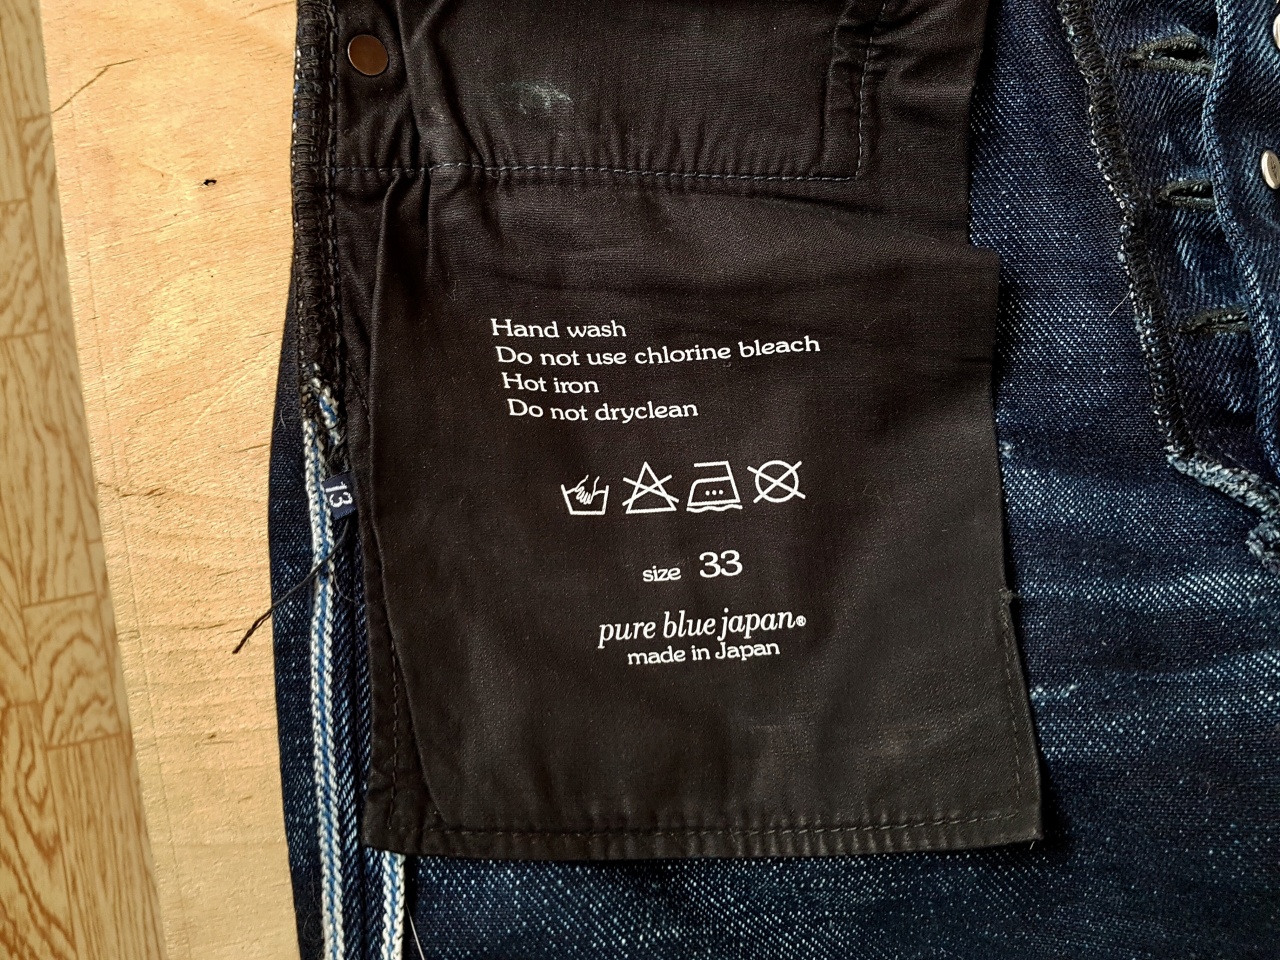 Hand wash
Do not use chlorine bleach
Hot iron
Do not dryclean
13
size 33
pure blue japan®
made in Japan